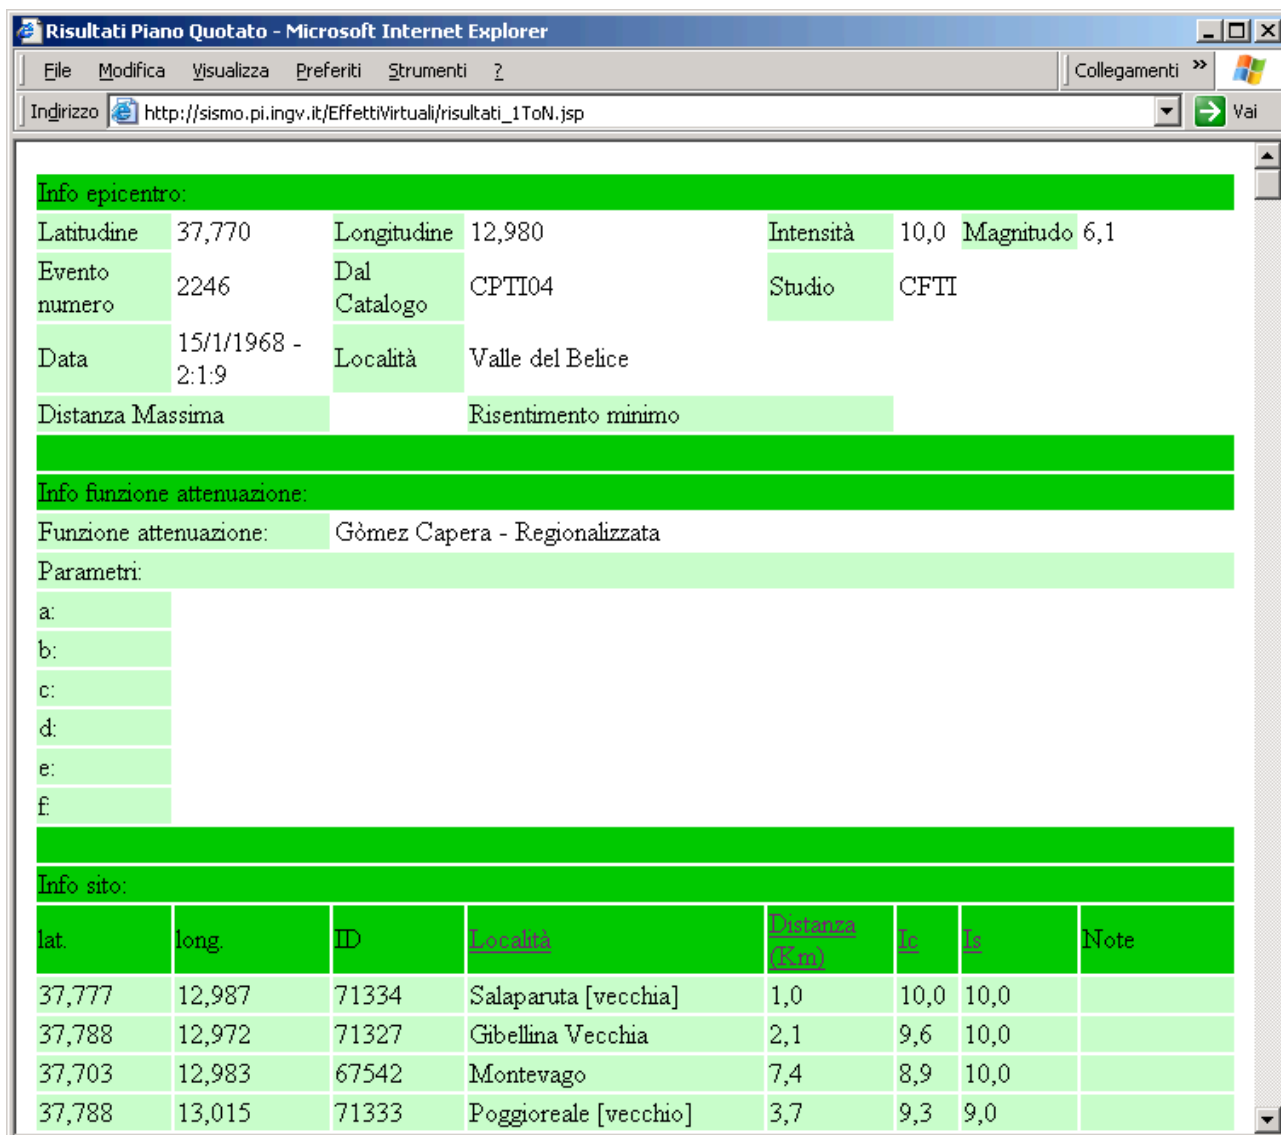 Risultati Piano Quotato - Microsoft Internet Explorer
File Modifica Visualizza Preferiti Strumenti ? Collegamenti »
Indirizzo http://sismo.pi.ingv.it/EffettiVirtuali/risultati_1ToN.jsp Vai
Info epicentro:
Latitudine 37,770 Longitudine 12,980 Intensità 10,0 Magnitudo 6,1
Evento numero 2246 Dal Catalogo CPTI04 Studio CFTI
Data 15/1/1968 - 2:1:9 Località Valle del Belice
Distanza Massima Risentimento minimo
Info funzione attenuazione:
Funzione attenuazione: Gòmez Capera - Regionalizzata
Parametri:
a:
b:
c:
d:
e:
f:
Info sito:
lat. long. ID Località Distanza (Km) Ic Is Note
37,777 12,987 71334 Salaparuta [vecchia] 1,0 10,0 10,0
37,788 12,972 71327 Gibellina Vecchia 2,1 9,6 10,0
37,703 12,983 67542 Montevago 7,4 8,9 10,0
37,788 13,015 71333 Poggioreale [vecchio] 3,7 9,3 9,0